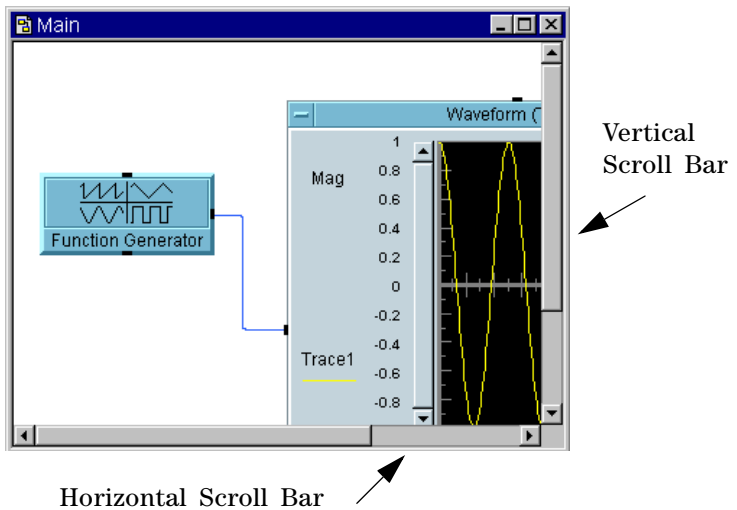 Main
Waveform (
1
Mag
0.8
0.6
0.4
0.2
0
-0.2
-0.4
Trace1
-0.6
-0.8
Function Generator
Vertical
Scroll Bar
Horizontal Scroll Bar